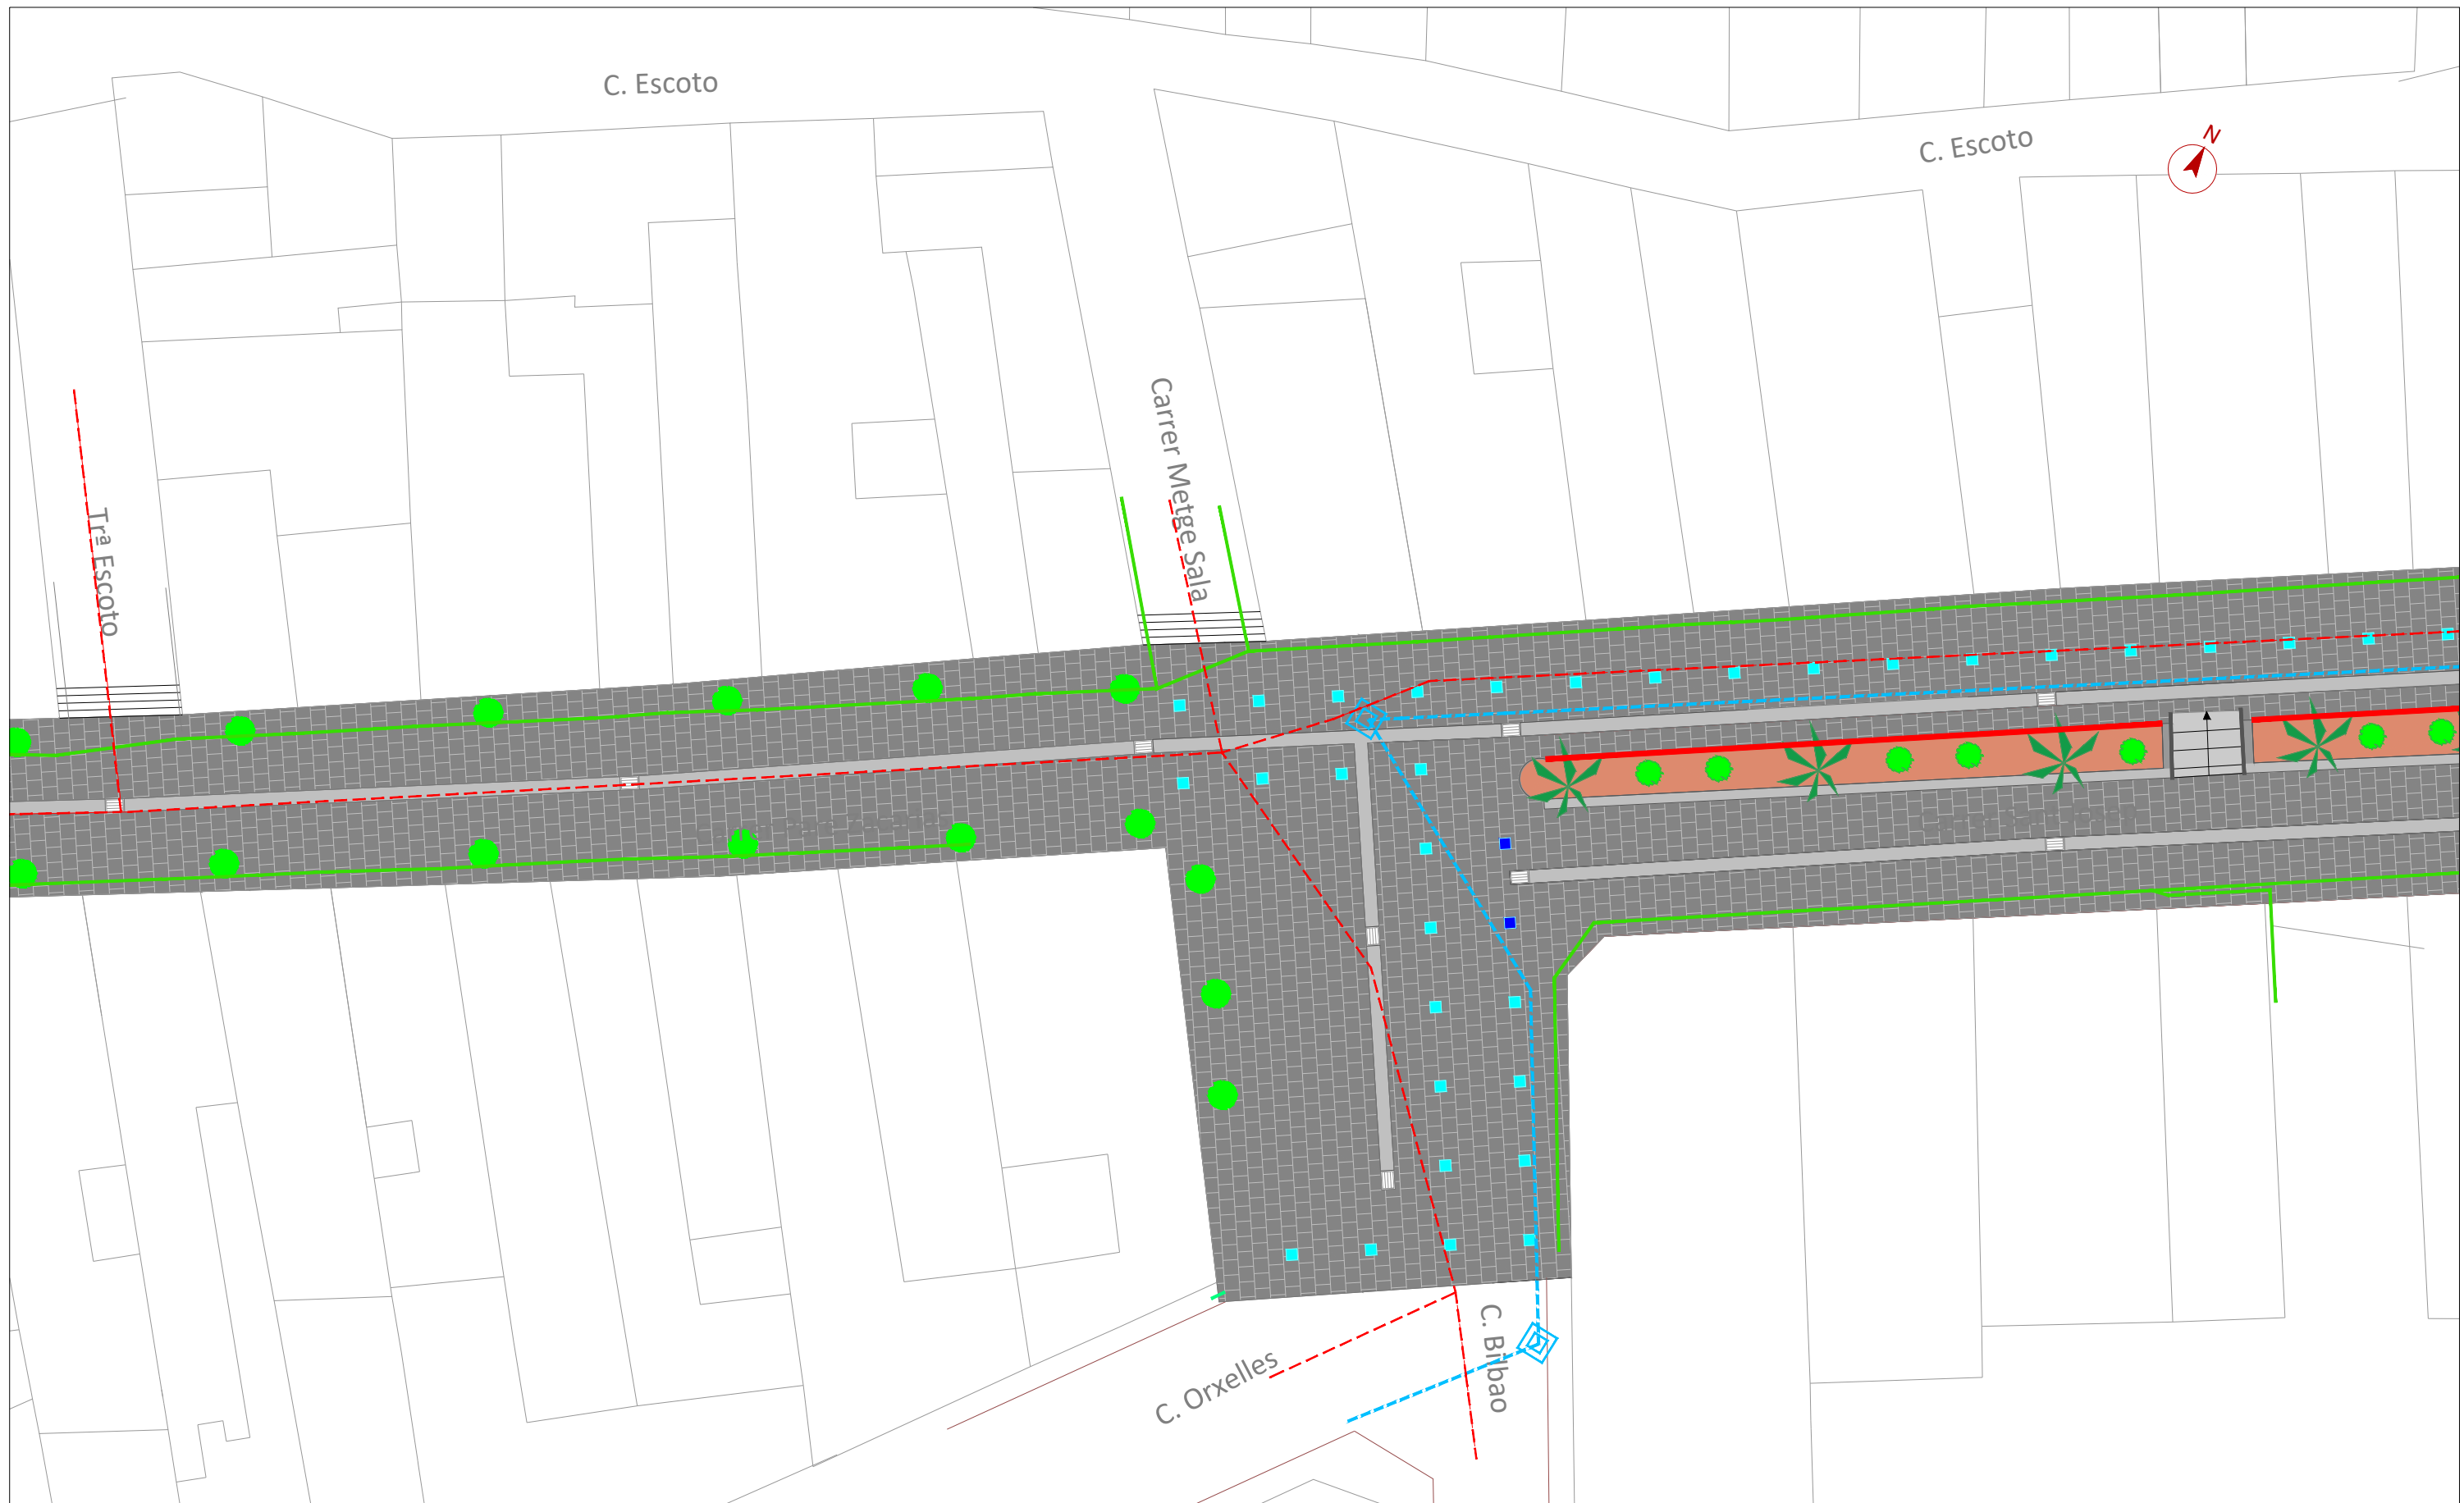 C. Escoto
C. Escoto
N
Carrer Metge Sala
Trª Escoto
C. Bilbao
C. Orxelles